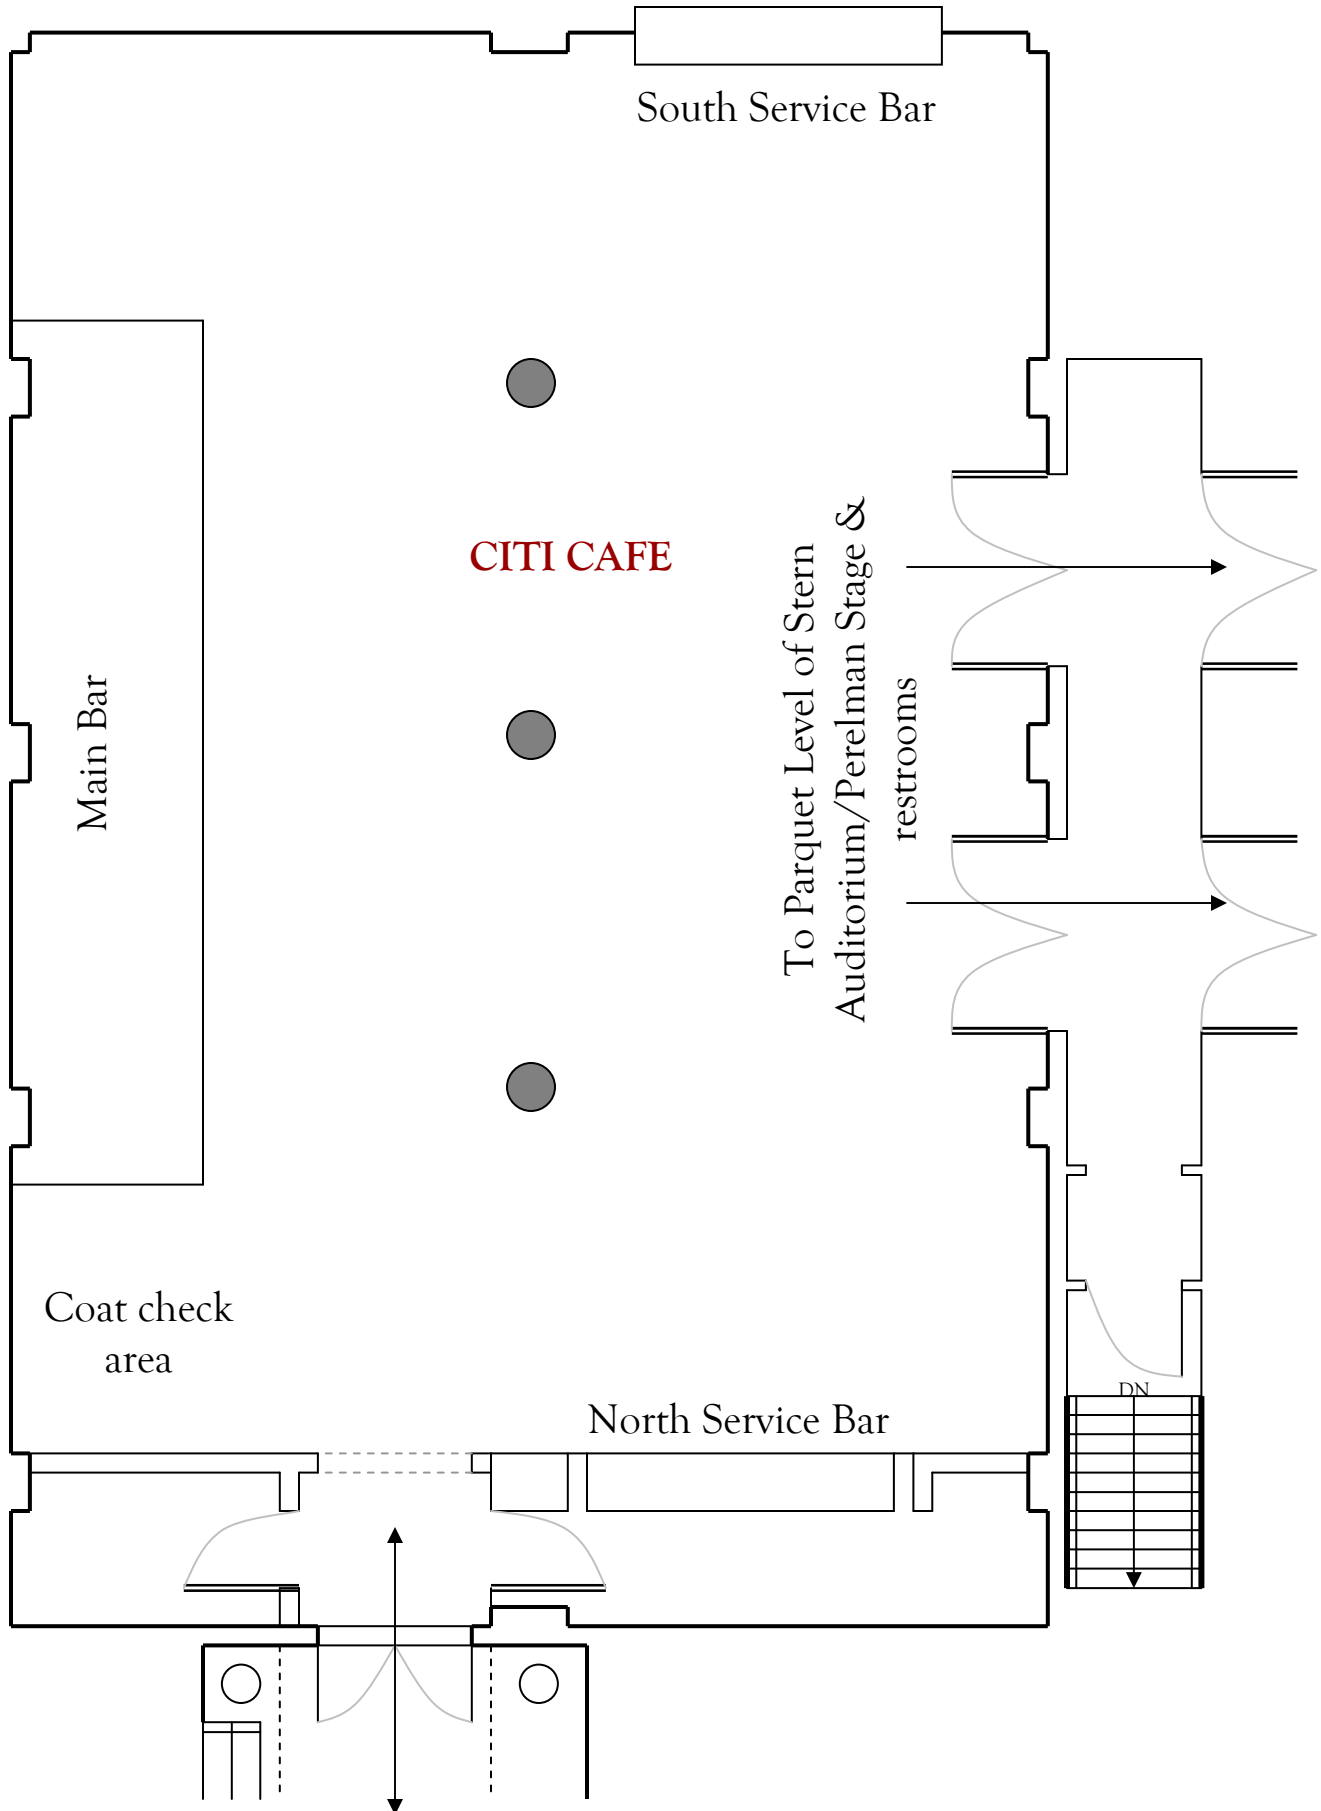 South Service Bar
CITI CAFE
To Parquet Level of Stern
Auditorium/Perelman Stage &
restrooms
Main Bar
Coat check
area
DN
North Service Bar